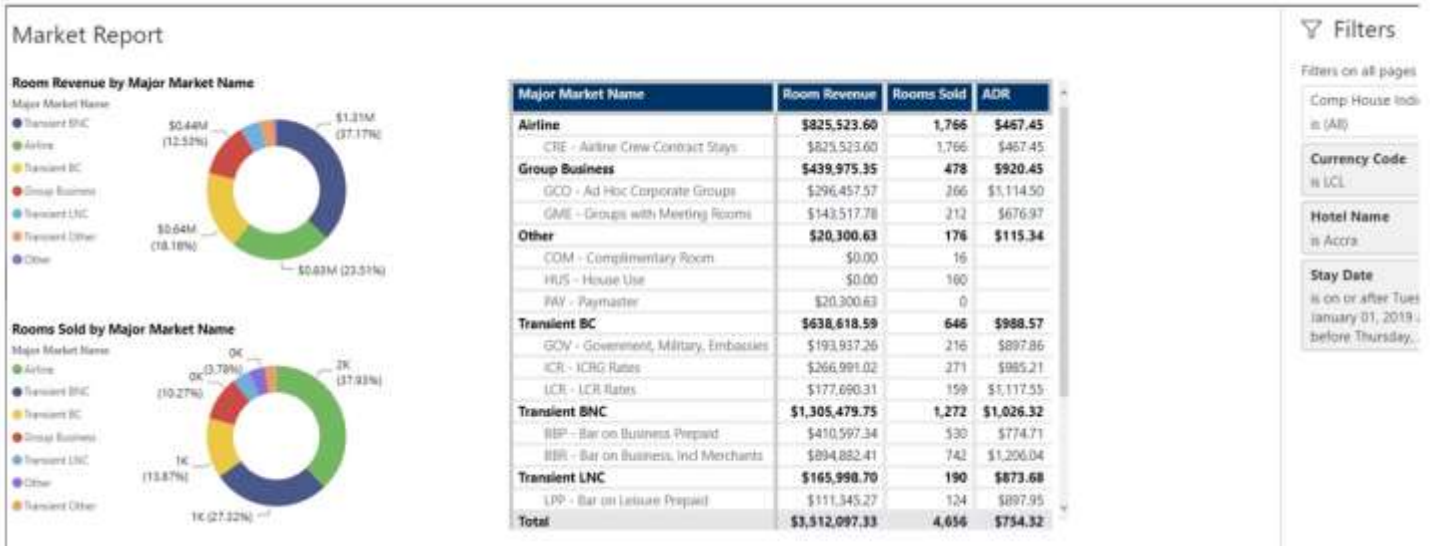 Market Report
Filters
Filters on all pages
Room Revenue by Major Market Name
Major Market Name
Transient BNC
Airline
Transient BC
Group Business
Transient LNC
Transient Other
Other
$0.44M
(12.53%)
$1.31M
(37.17%)
$0.64M
(18.18%)
$0.83M (23.51%)
Rooms Sold by Major Market Name
Major Market Name
Airline
Transient BNC
Transient BC
Group Business
Transient LNC
Other
Transient Other
0K
(3.78%)
0K
(10.27%)
2K
(37.93%)
1K
(13.87%)
1K (27.32%)
Major Market Name Room Revenue Rooms Sold ADR
Airline $825,523.60 1,766 $467.45
CRE - Airline Crew Contract Stays $825,523.60 1,766 $467.45
Group Business $439,975.35 478 $920.45
GCO - Ad Hoc Corporate Groups $296,457.57 266 $1,114.50
GME - Groups with Meeting Rooms $143,517.78 212 $676.97
Other $20,300.63 176 $115.34
COM - Complimentary Room $0.00 16
HUS - House Use $0.00 160
PAY - Paymaster $20,300.63 0
Transient BC $638,618.59 646 $988.57
GOV - Government, Military, Embassies $193,937.26 216 $897.86
ICR - ICRG Rates $266,991.02 271 $985.21
LCR - LCR Rates $177,690.31 159 $1,117.55
Transient BNC $1,305,479.75 1,272 $1,026.32
BBP - Bar on Business Prepaid $410,597.34 530 $774.71
BBR - Bar on Business, Incl Merchants $894,882.41 742 $1,206.04
Transient LNC $165,998.70 190 $873.68
LPP - Bar on Leisure Prepaid $111,345.27 124 $897.95
Total $3,512,097.33 4,656 $754.32
Comp House Indi
is (All)
Currency Code
is LCL
Hotel Name
is Accra
Stay Date
is on or after Tues
January 01, 2019
before Thursday,